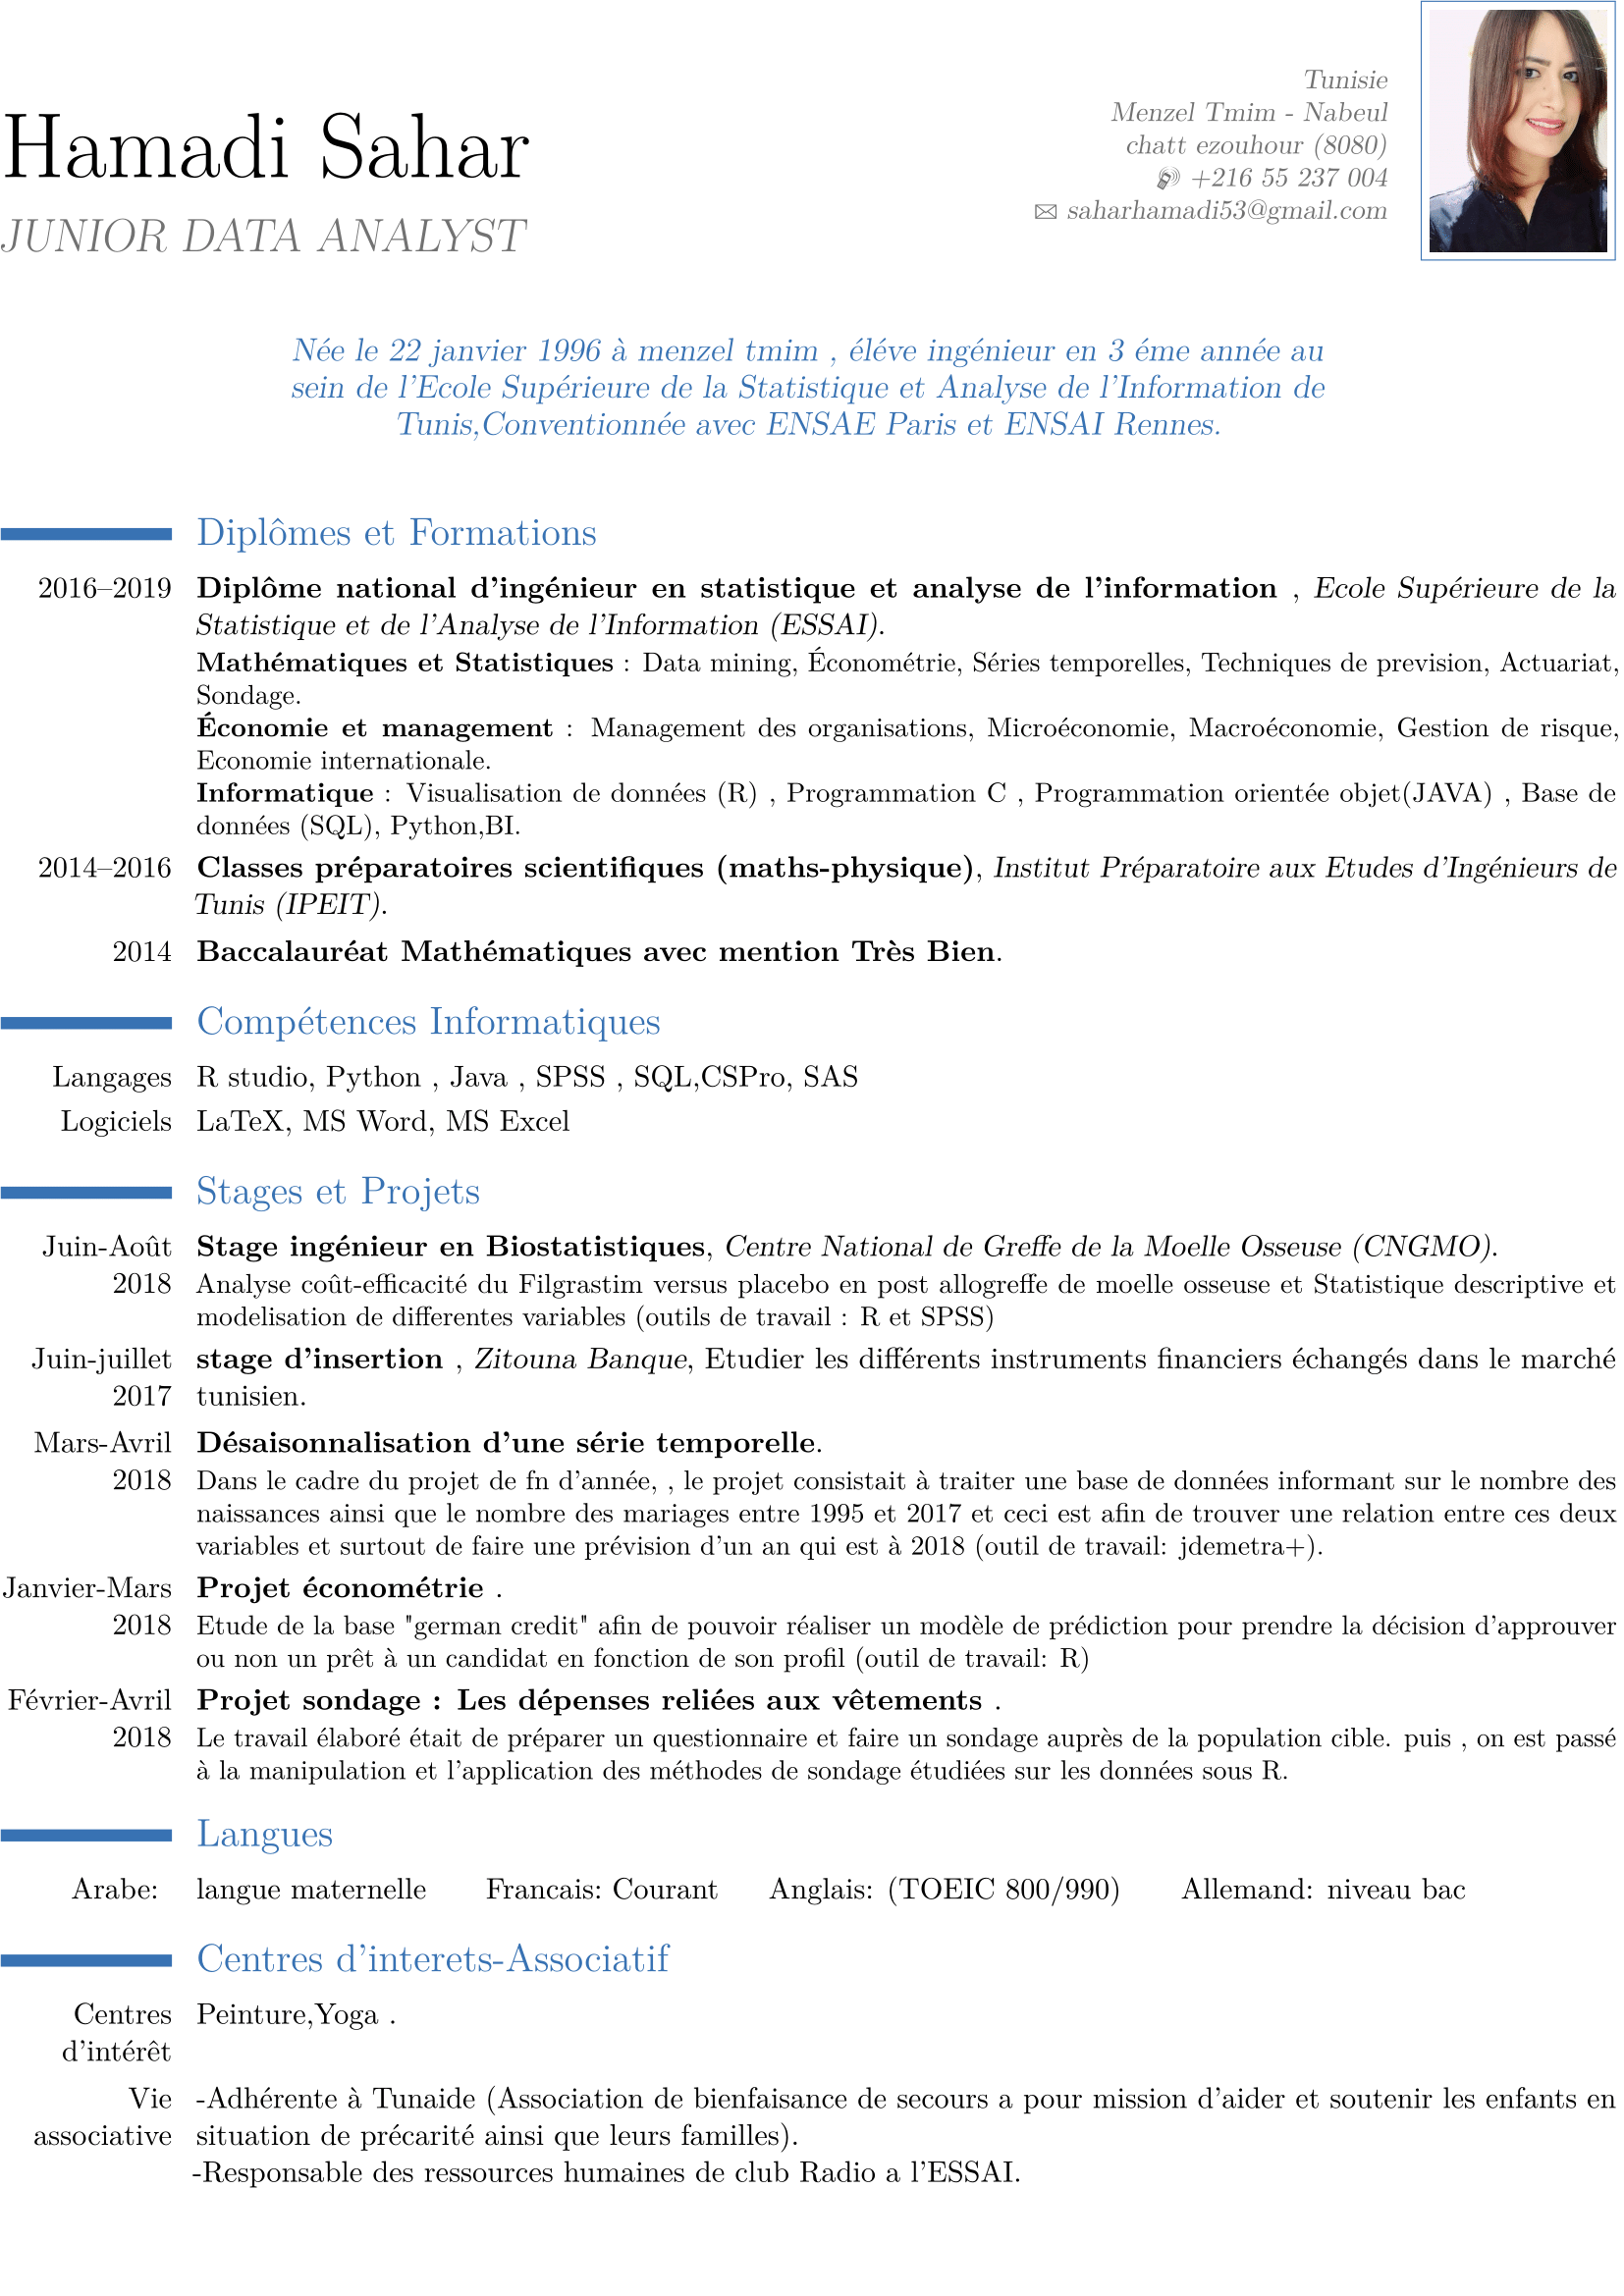 Hamadi Sahar
JUNIOR DATA ANALYST
Tunisie
Menzel Tmim - Nabeul
chatt ezouhour (8080)
+216 55 237 004
saharhamadi53@gmail.com
Née le 22 janvier 1996 à menzel tmim , éléve ingénieur en 3 éme année au
sein de l'Ecole Supérieure de la Statistique et Analyse de l'Information de
Tunis,Conventionnée avec ENSAE Paris et ENSAI Rennes.
Diplômes et Formations
2016–2019 Diplôme national d'ingénieur en statistique et analyse de l'information , Ecole Supérieure de la
Statistique et de l'Analyse de l'Information (ESSAI).
Mathématiques et Statistiques : Data mining, Économétrie, Séries temporelles, Techniques de prevision, Actuariat,
Sondage.
Économie et management : Management des organisations, Microéconomie, Macroéconomie, Gestion de risque,
Economie internationale.
Informatique : Visualisation de données (R) , Programmation C , Programmation orientée objet(JAVA) , Base de
données (SQL), Python,BI.
2014–2016 Classes préparatoires scientifiques (maths-physique), Institut Préparatoire aux Etudes d'Ingénieurs de
Tunis (IPEIT).
2014 Baccalauréat Mathématiques avec mention Très Bien.
Compétences Informatiques
Langages R studio, Python , Java , SPSS , SQL,CSPro, SAS
Logiciels LaTeX, MS Word, MS Excel
Stages et Projets
Juin-Août Stage ingénieur en Biostatistiques, Centre National de Greffe de la Moelle Osseuse (CNGMO).
2018 Analyse coût-efficacité du Filgrastim versus placebo en post allogreffe de moelle osseuse et Statistique descriptive et
modelisation de differentes variables (outils de travail : R et SPSS)
Juin-juillet stage d'insertion , Zitouna Banque, Etudier les différents instruments financiers échangés dans le marché
2017 tunisien.
Mars-Avril Désaisonnalisation d'une série temporelle.
2018 Dans le cadre du projet de fn d'année, , le projet consistait à traiter une base de données informant sur le nombre des
naissances ainsi que le nombre des mariages entre 1995 et 2017 et ceci est afin de trouver une relation entre ces deux
variables et surtout de faire une prévision d'un an qui est à 2018 (outil de travail: jdemetra+).
Janvier-Mars Projet économétrie .
2018 Etude de la base "german credit" afin de pouvoir réaliser un modèle de prédiction pour prendre la décision d'approuver
ou non un prêt à un candidat en fonction de son profil (outil de travail: R)
Février-Avril Projet sondage : Les dépenses reliées aux vêtements .
2018 Le travail élaboré était de préparer un questionnaire et faire un sondage auprès de la population cible. puis , on est passé
à la manipulation et l'application des méthodes de sondage étudiées sur les données sous R.
Langues
Arabe: langue maternelle Francais: Courant Anglais: (TOEIC 800/990) Allemand: niveau bac
Centres d'interets-Associatif
Centres Peinture,Yoga .
d'intérêt
Vie -Adhérente à Tunaide (Association de bienfaisance de secours a pour mission d'aider et soutenir les enfants en
associative situation de précarité ainsi que leurs familles).
-Responsable des ressources humaines de club Radio a l'ESSAI.